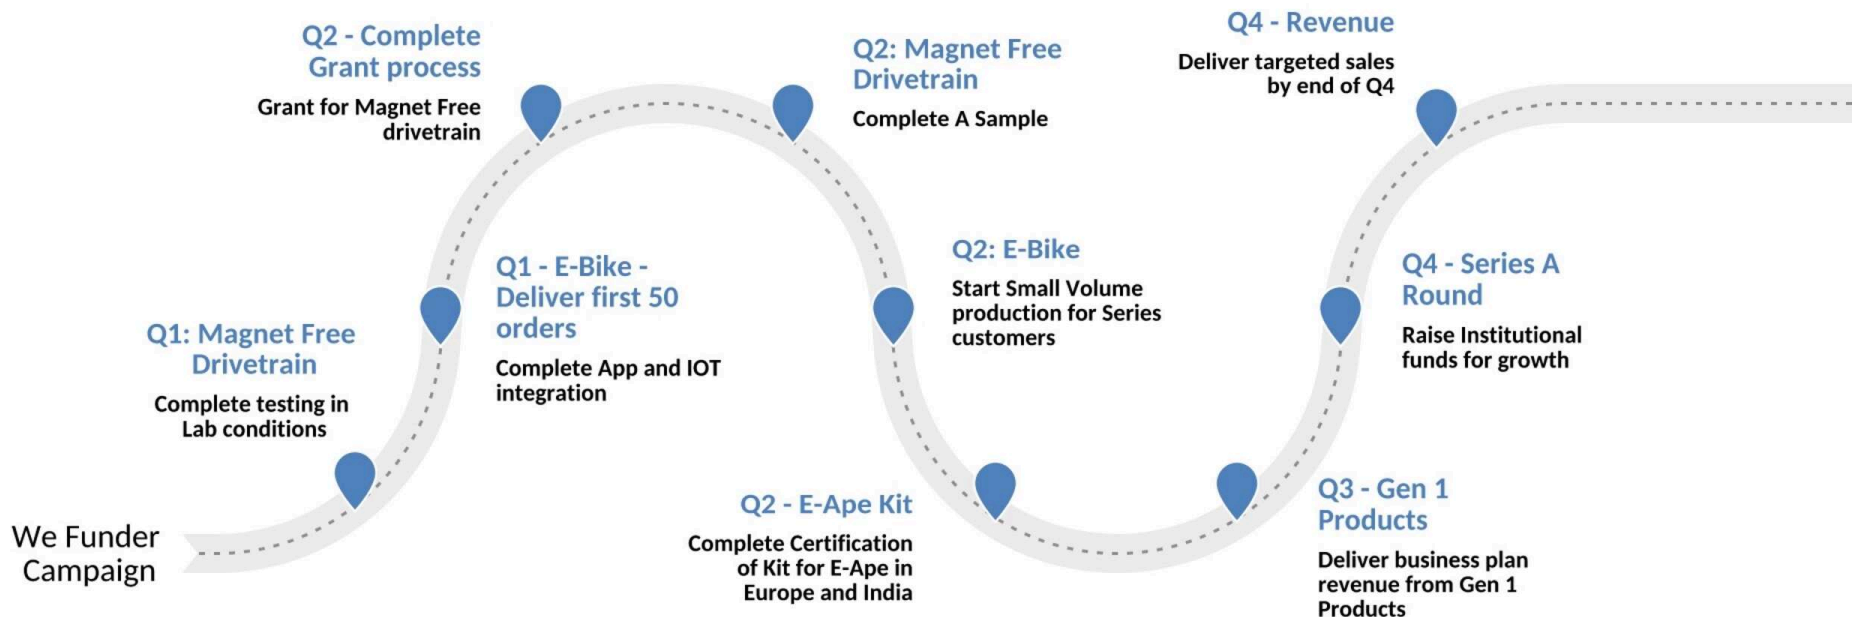 We Funder
Campaign
Q1: Magnet Free
Drivetrain
Complete testing in
Lab conditions
Q1 - E-Bike -
Deliver first 50
orders
Complete App and IOT
integration
Q2 - Complete
Grant process
Grant for Magnet Free
drivetrain
Q2: Magnet Free
Drivetrain
Complete A Sample
Q2: E-Bike
Start Small Volume
production for Series
customers
Q2 - E-Ape Kit
Complete Certification
of Kit for E-Ape in
Europe and India
Q3 - Gen 1
Products
Deliver business plan
revenue from Gen 1
Products
Q4 - Series A
Round
Raise Institutional
funds for growth
Q4 - Revenue
Deliver targeted sales
by end of Q4